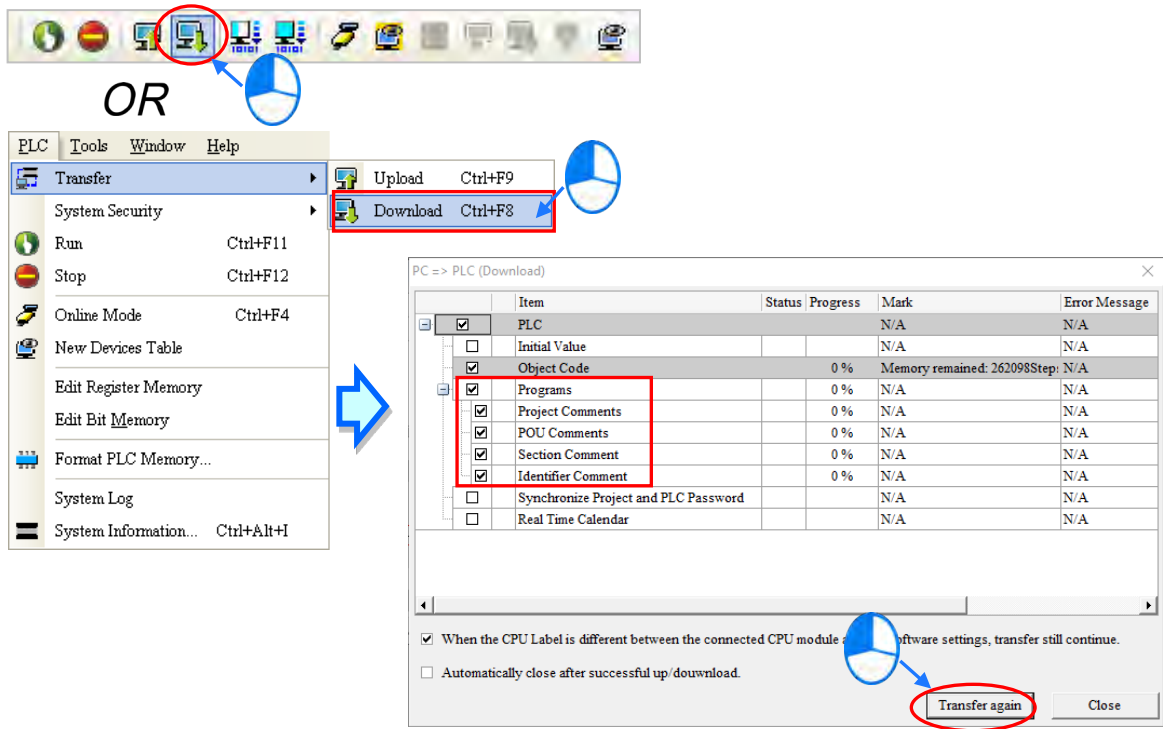 1010 1010
OR
PLC Tools Window Help
Transfer
System Security
Run Ctrl+F11
Stop Ctrl+F12
Online Mode Ctrl+F4
New Devices Table
Edit Register Memory
Edit Bit Memory
Format PLC Memory...
System Log
System Information... Ctrl+Alt+I
Upload Ctrl+F9
Download Ctrl+F8
PC => PLC (Download)
Item Status Progress Mark Error Message
PLC N/A N/A
Initial Value N/A N/A
Object Code 0 % Memory remained: 262098Step: N/A
Programs 0 % N/A N/A
Project Comments 0 % N/A N/A
POU Comments 0 % N/A N/A
Section Comment 0 % N/A N/A
Identifier Comment 0 % N/A N/A
Synchronize Project and PLC Password N/A N/A
Real Time Calendar N/A N/A
When the CPU Label is different between the connected CPU module settings, transfer still continue.
Automatically close after successful up/douwnload.
Transfer again Close